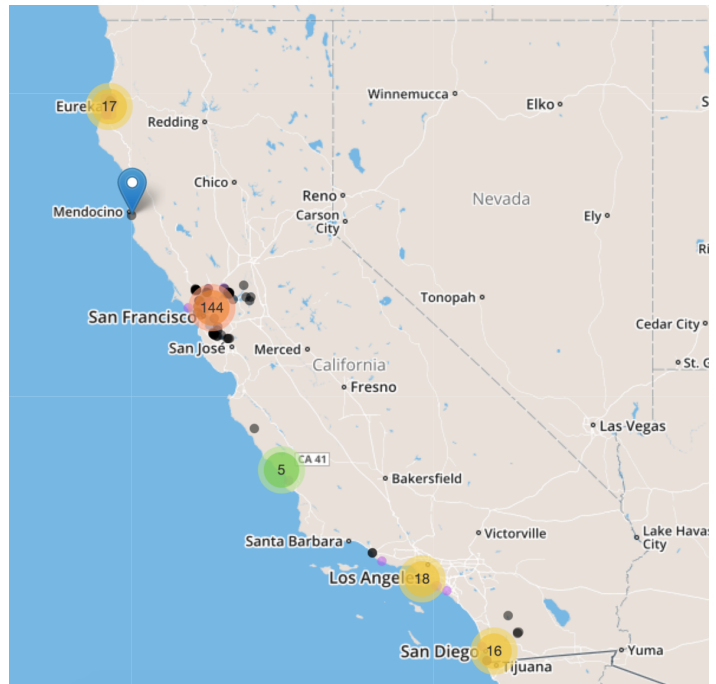 Winnemucca
Elko
S
Eureka
17
Redding
Chico
Reno
Nevada
Carson
City
Ely
Mendocino
Ri
Tonopah
144
San Francisco
Cedar City
San José
Merced
California
St. G
Fresno
Las Vegas
CA 41
5
Bakersfield
Victorville
Lake Havas
City
Santa Barbara
Los Angele
18
San Diego
16
Yuma
Tijuana